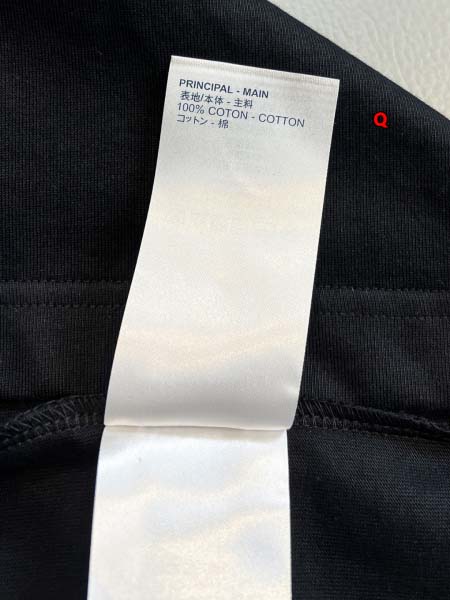 PRINCIPAL - MAIN
表地/本体 - 主料
100% COTON - COTTON
コットン - 棉
Q